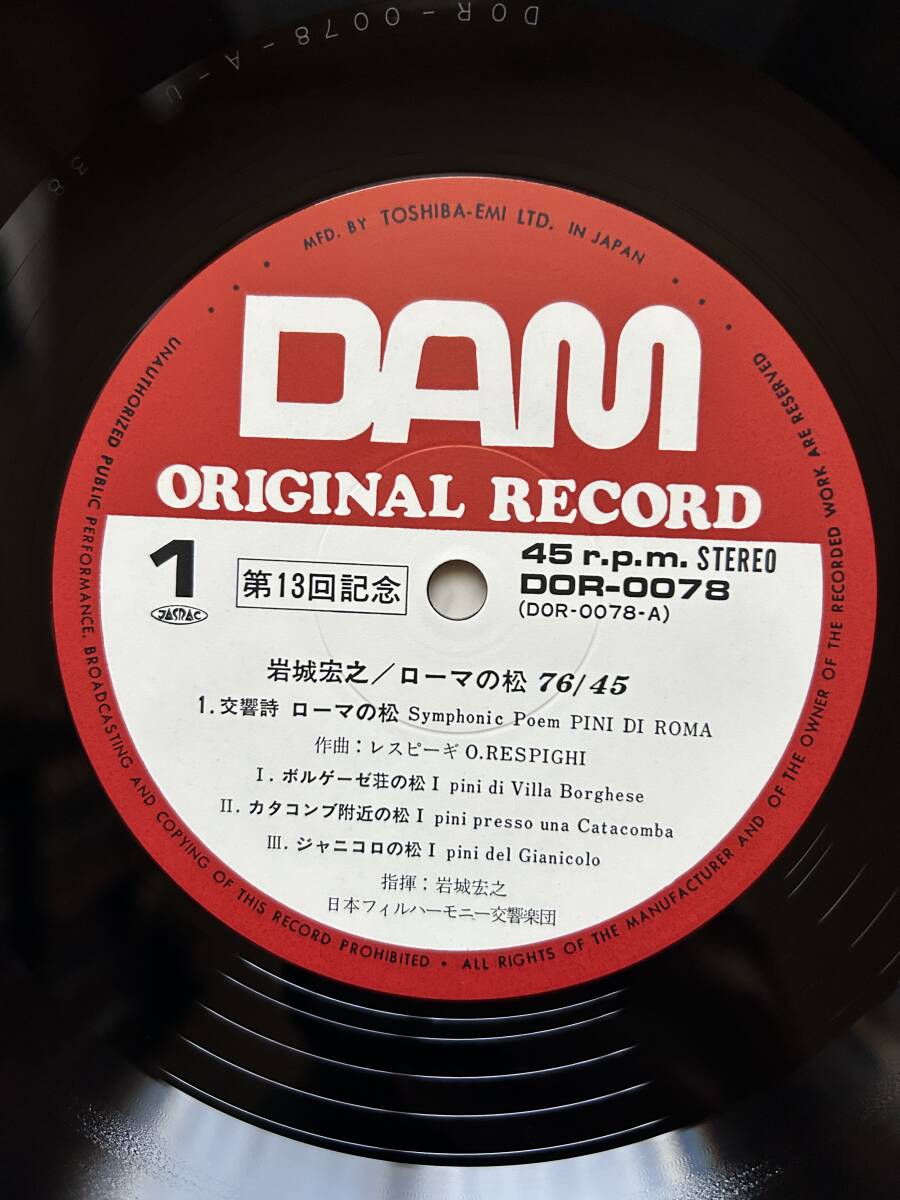 DOR-0078-A-U
38
MFD. BY TOSHIBA-EMI LTD. IN JAPAN
DAM
ORIGINAL RECORD
1
JASRAC
第13回記念
45 r.p.m. STEREO
DOR-0078
(DOR-0078-A)
岩城宏之/ローマの松 76/45
1. 交響詩 ローマの松 Symphonic Poem PINI DI ROMA
作曲:レスピーギ O.RESPIGHI
I. ボルゲーゼ荘の松 I pini di Villa Borghese
II. カタコンブ附近の松 I pini presso una Catacomba
III. ジャニコロの松 I pini del Gianicolo
指揮:岩城宏之
日本フィルハーモニー交響楽団
UNAUTHORIZED PUBLIC PERFORMANCE, BROADCASTING AND COPYING OF THIS RECORD PROHIBITED • ALL RIGHTS OF THE MANUFACTURER AND OF THE OWNER OF THE RECORDED WORK ARE RESERVED